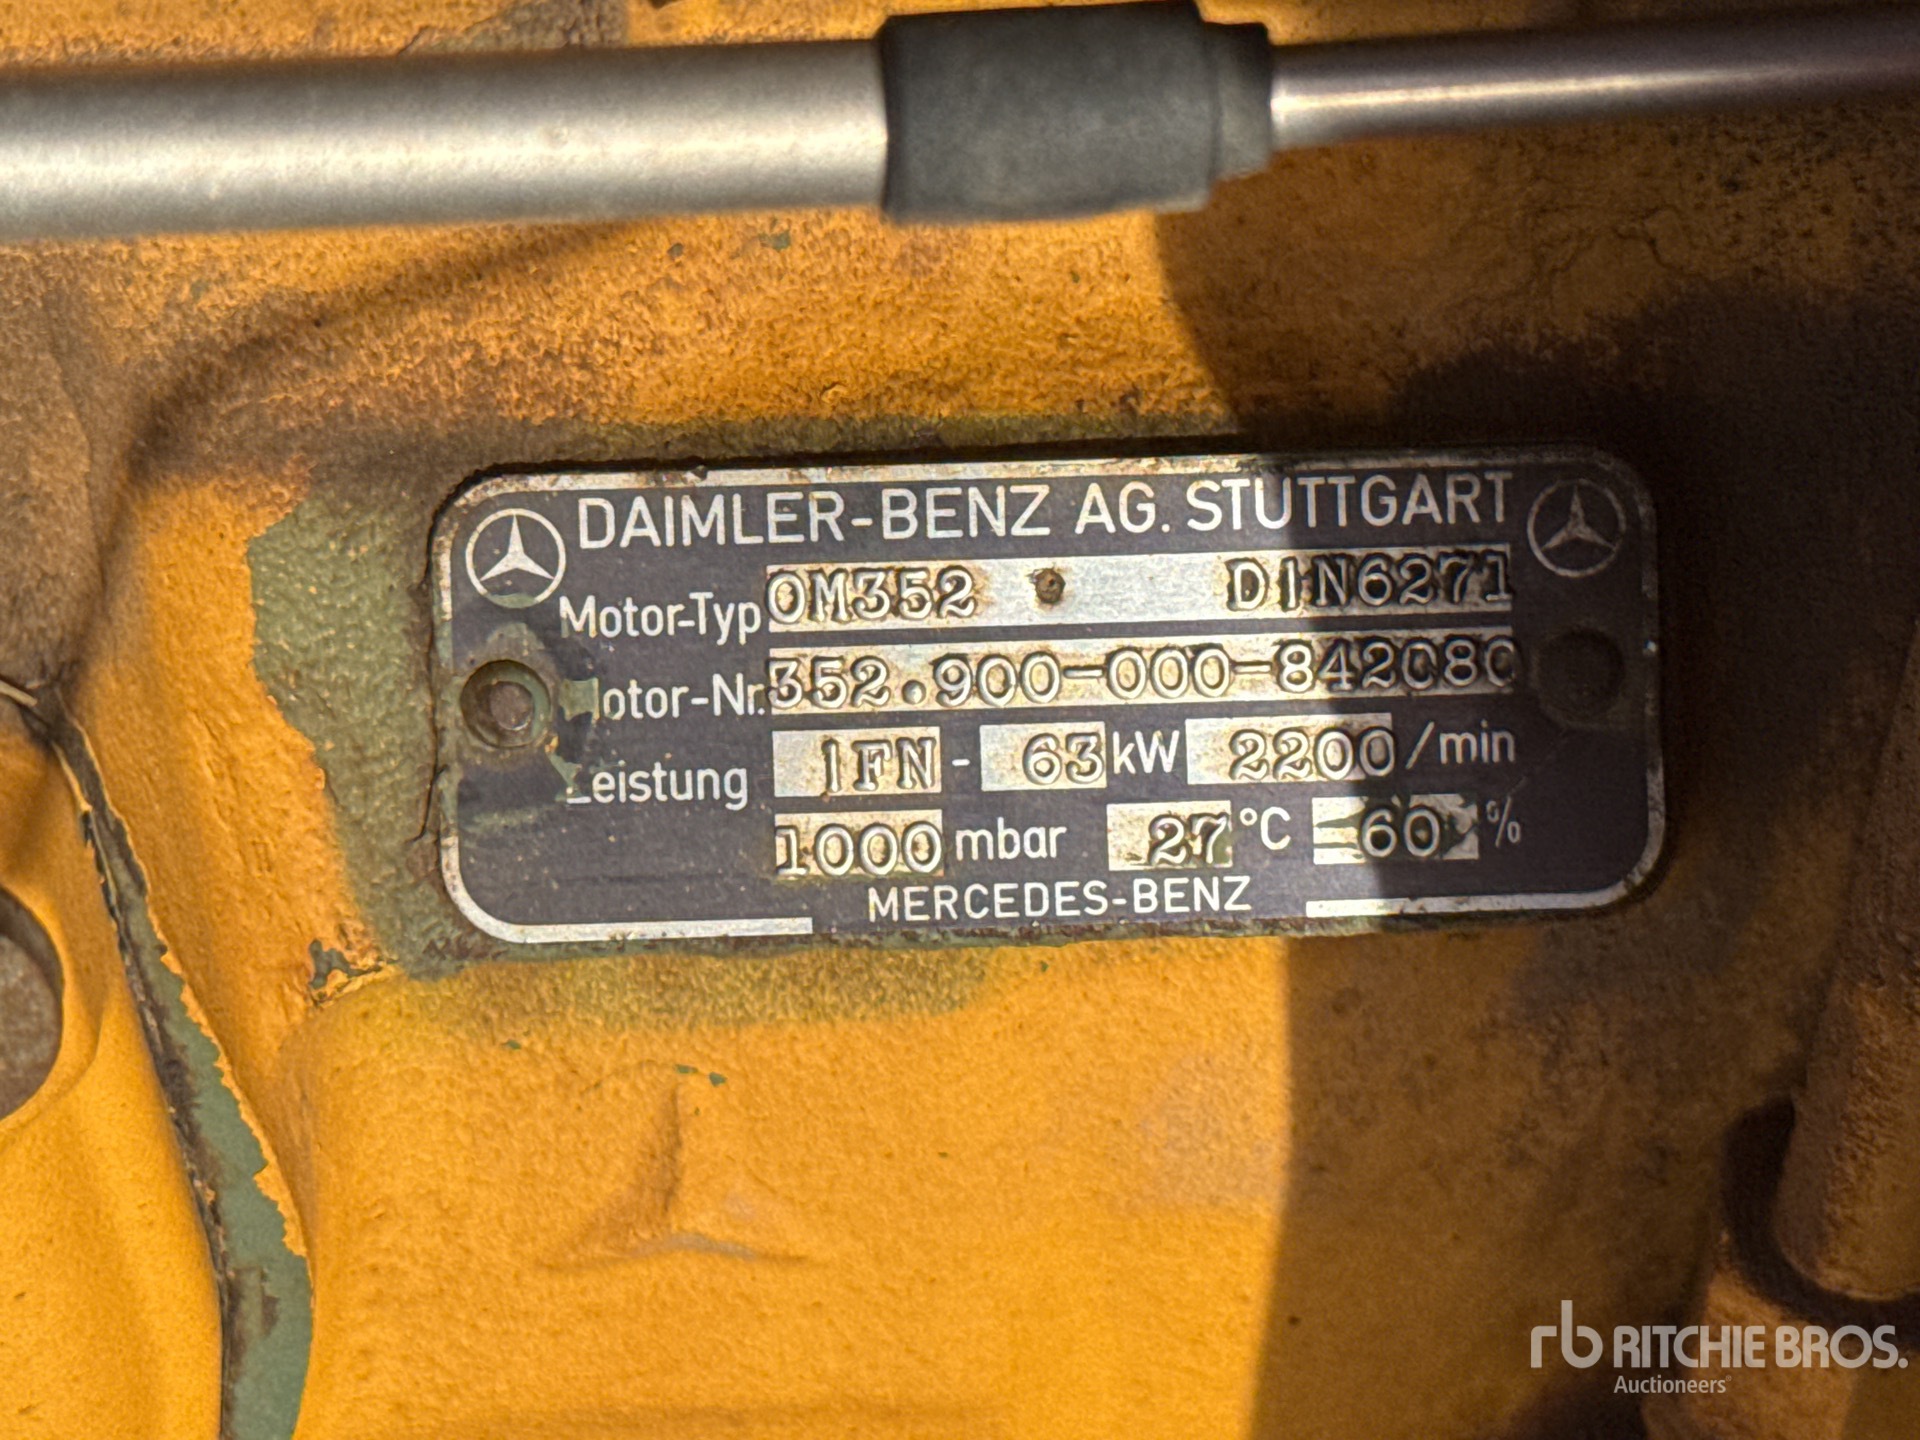 DAIMLER-BENZ AG. STUTTGART
Motor-Typ OM352 DIN6271
Motor-Nr. 352.900-000-842080
Leistung IFN - 63 kW 2200 /min
1000 mbar 27 °C 60 %
MERCEDES-BENZ
rb RITCHIE BROS.
Auctioneers